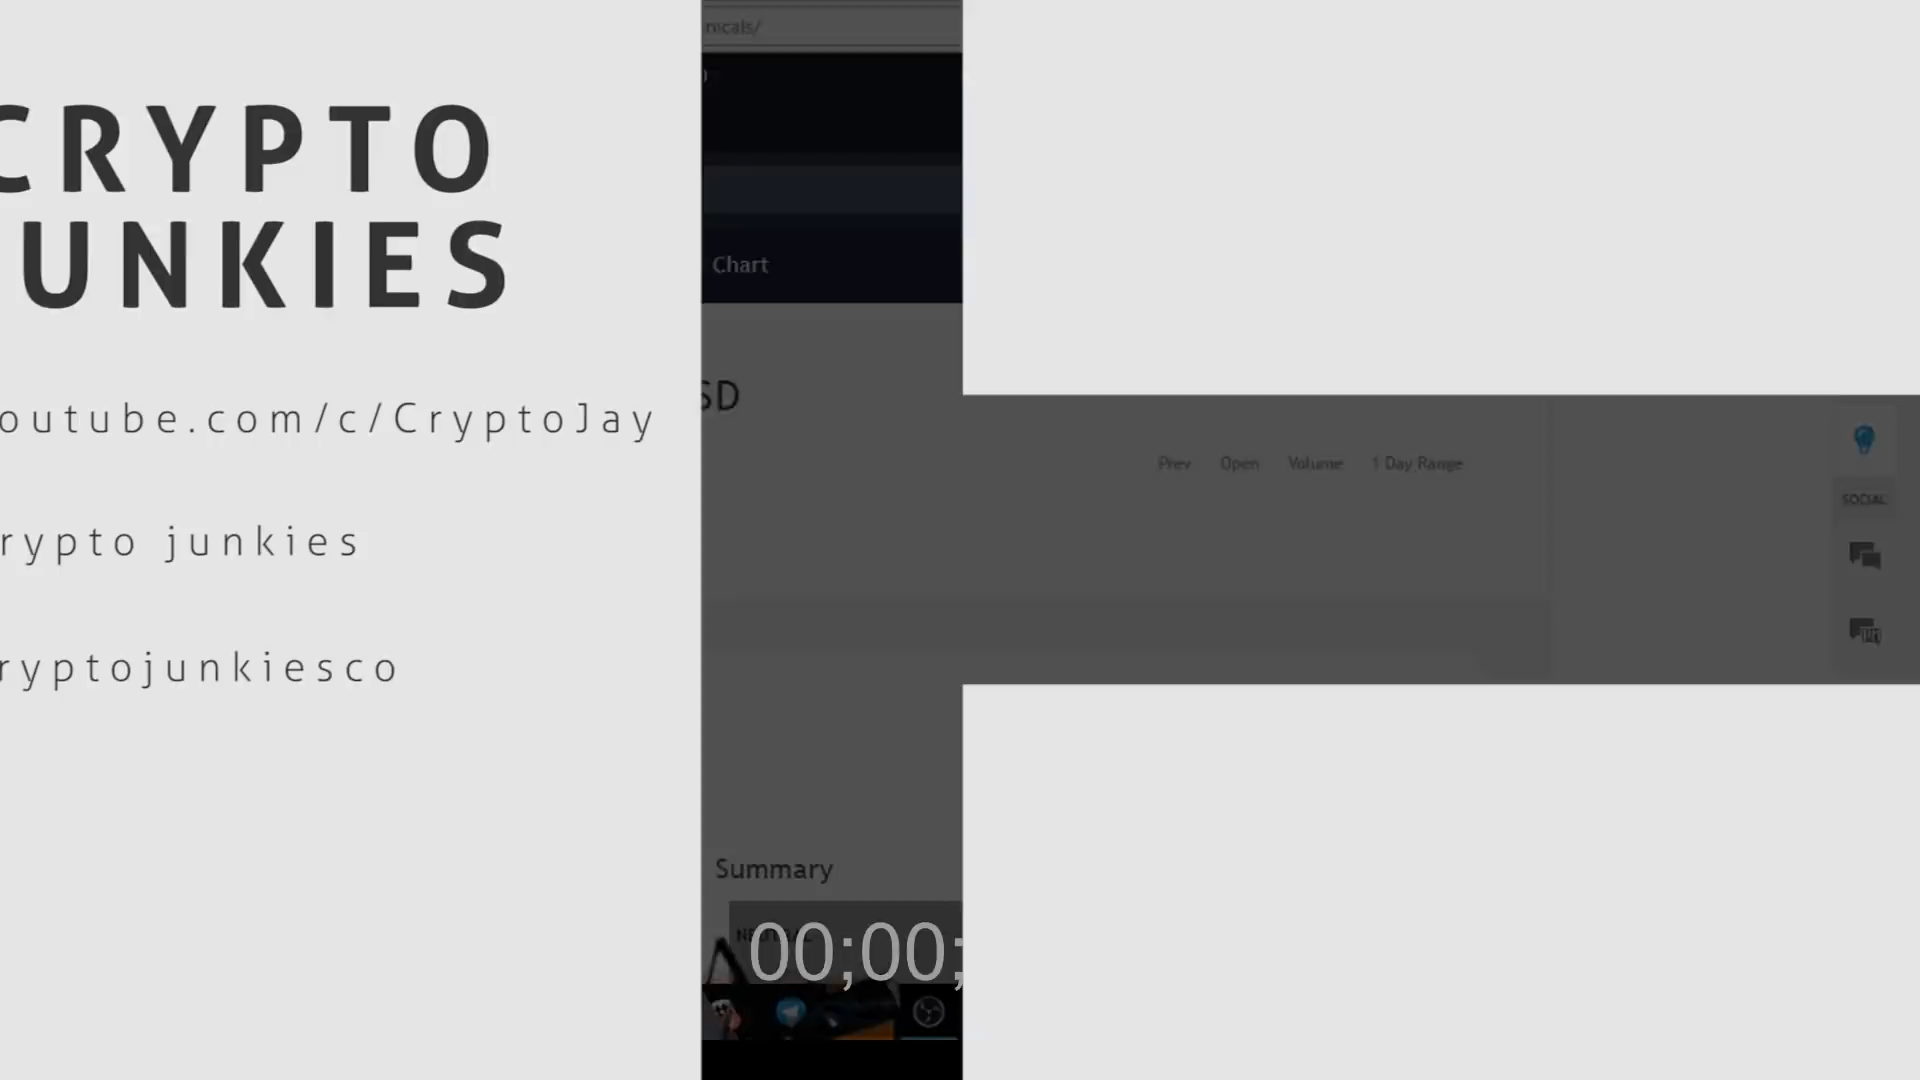 CRYPTO
UNKIES
outube.com/c/CryptoJay
rypto junkies
ryptojunkiesco
nicals/
Chart
SD
Prev Open Volume 1 Day Range
SOCIAL
Summary
NEUTRAL
00;00;